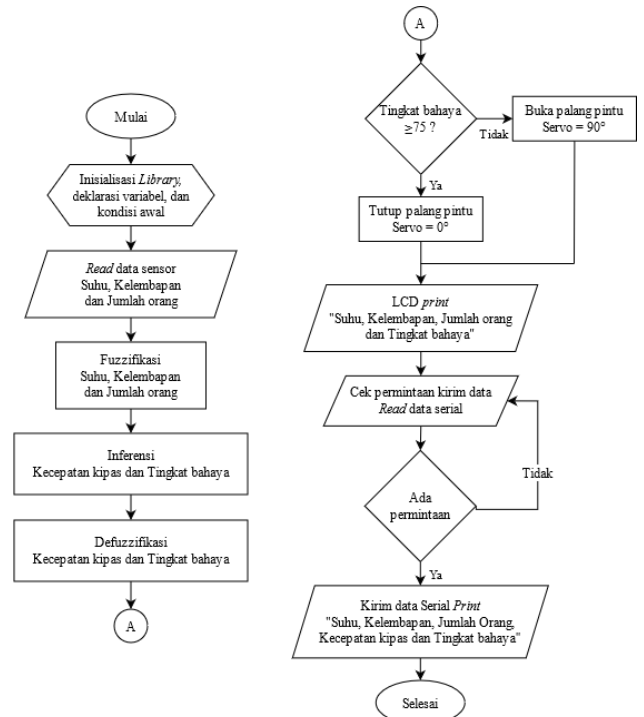 Mulai
Inisialisasi Library,
deklarasi variabel, dan
kondisi awal
Read data sensor
Suhu, Kelembapan
dan Jumlah orang
Fuzzifikasi
Suhu, Kelembapan
dan Jumlah orang
Inferensi
Kecepatan kipas dan Tingkat bahaya
Defuzzifikasi
Kecepatan kipas dan Tingkat bahaya
A
A
Tingkat bahaya
≥75 ?
Tidak
Buka palang pintu
Servo = 90°
Ya
Tutup palang pintu
Servo = 0°
LCD print
"Suhu, Kelembapan, Jumlah orang
dan Tingkat bahaya"
Cek permintaan kirim data
Read data serial
Tidak
Ada
permintaan
Ya
Kirim data Serial Print
"Suhu, Kelembapan, Jumlah Orang,
Kecepatan kipas dan Tingkat bahaya"
Selesai